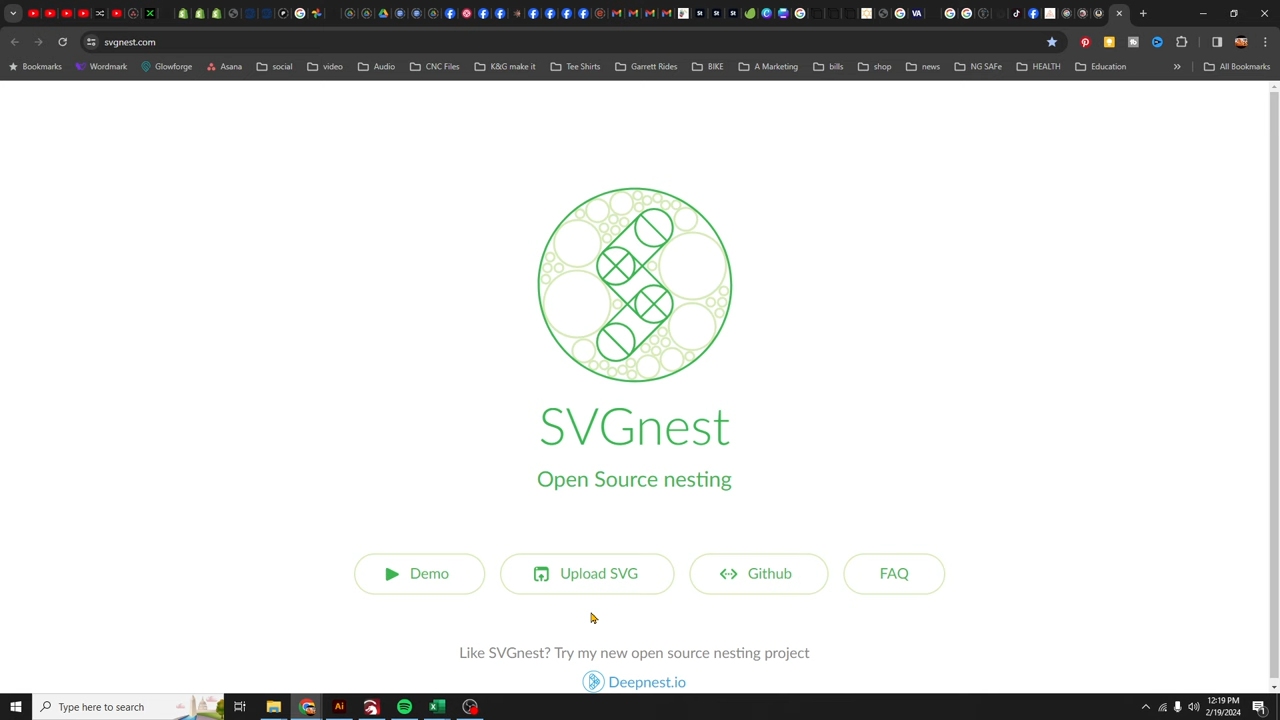 svgnest.com
Bookmarks Wordmark Glowforge Asana social video Audio CNC Files K&G make it Tee Shirts Garrett Rides BIKE A Marketing bills shop news NG SAFe HEALTH Education » All Bookmarks
SVGnest
Open Source nesting
Demo Upload SVG Github FAQ
Like SVGnest? Try my new open source nesting project
Deepnest.io
Type here to search
12:19 PM
2/19/2024